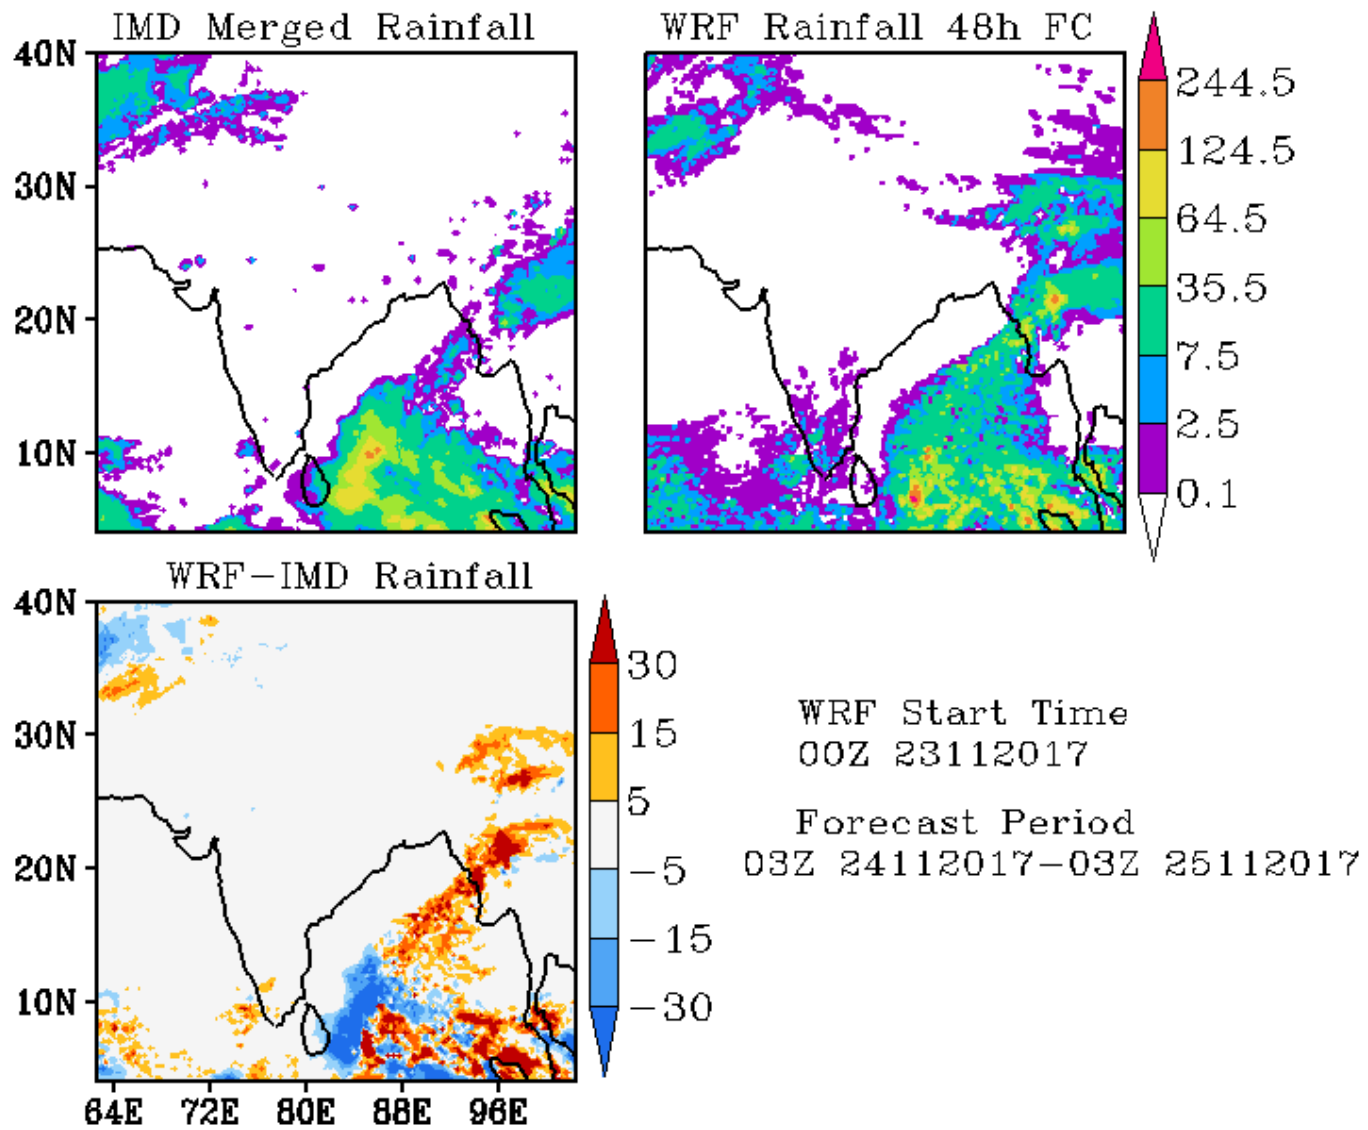 IMD Merged Rainfall
WRF Rainfall 48h FC
40N
30N
20N
10N
244.5
124.5
64.5
35.5
7.5
2.5
0.1
WRF-IMD Rainfall
40N
30N
20N
10N
64E 72E 80E 88E 96E
30
15
5
-5
-15
-30
WRF Start Time
00Z 23112017
Forecast Period
03Z 24112017-03Z 25112017